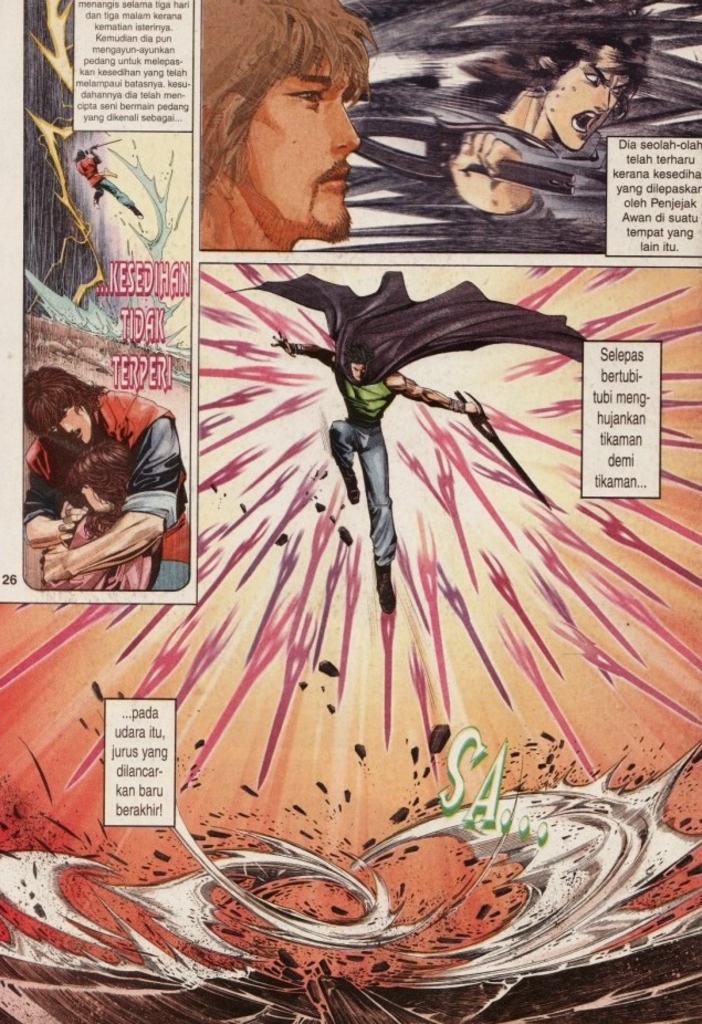 menangis selama tiga hari
dan tiga malam kerana
kematian isterinya.
Kemudian dia pun
mengayun-ayunkan
pedang untuk melepas-
kan kesedihan yang telah
melampaui batasnya. kesu-
dahannya dia telah men-
cipta seni bermain pedang
yang dikenali sebagai...
...KESEDIHAN
TIDAK
TERPERI
Dia seolah-olah
telah terharu
kerana kesediha
yang dilepaskar
oleh Penjejak
Awan di suatu
tempat yang
lain itu.
Selepas
bertubi-
tubi meng-
hujankan
tikaman
demi
tikaman...
...pada
udara itu,
jurus yang
dilancar-
kan baru
berakhir!
SA...
26